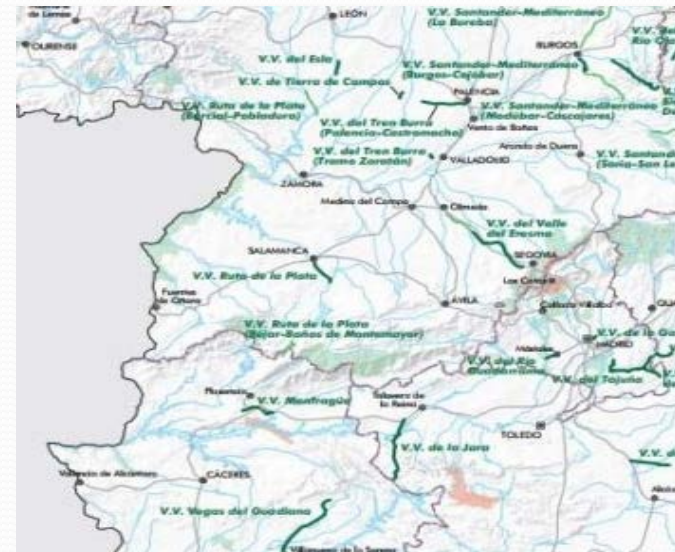 LEÓN
V.V. Santander-Mediterráneo
(La Bureba)
OURENSE
BURGOS
V.V. del Esla
V.V. Santander-Mediterráneo
(Burgos-Cojóbar)
V.V. de Tierra de Campos
PALENCIA
V.V. Ruta de la Plata
(Barcial-Pobladura)
V.V. del Tren Burra
(Palencia-Castromocho)
V.V. Santander-Mediterráneo
(Modúbar-Cascajares)
Venta de Baños
V.V. del Tren Burra
(Tramo Zaratán)
VALLADOLID
Aranda de Duero
ZAMORA
Medina del Campo
Olmedo
V.V. del Valle
del Eresma
SALAMANCA
SEGOVIA
V.V. Ruta de la Plata
Fuentes
de Oñoro
ÁVILA
Collado Villalba
V.V. Ruta de la Plata
(Béjar-Baños de Montemayor)
MADRID
Móstoles
V.V. del Río
Guadarrama
V.V. del Tajuña
Plasencia
V.V. Monfragüe
Talavera de
la Reina
TOLEDO
V.V. de la Jara
Valencia de Alcántara
CÁCERES
V.V. Vegas del Guadiana
Villanueva de la Serena